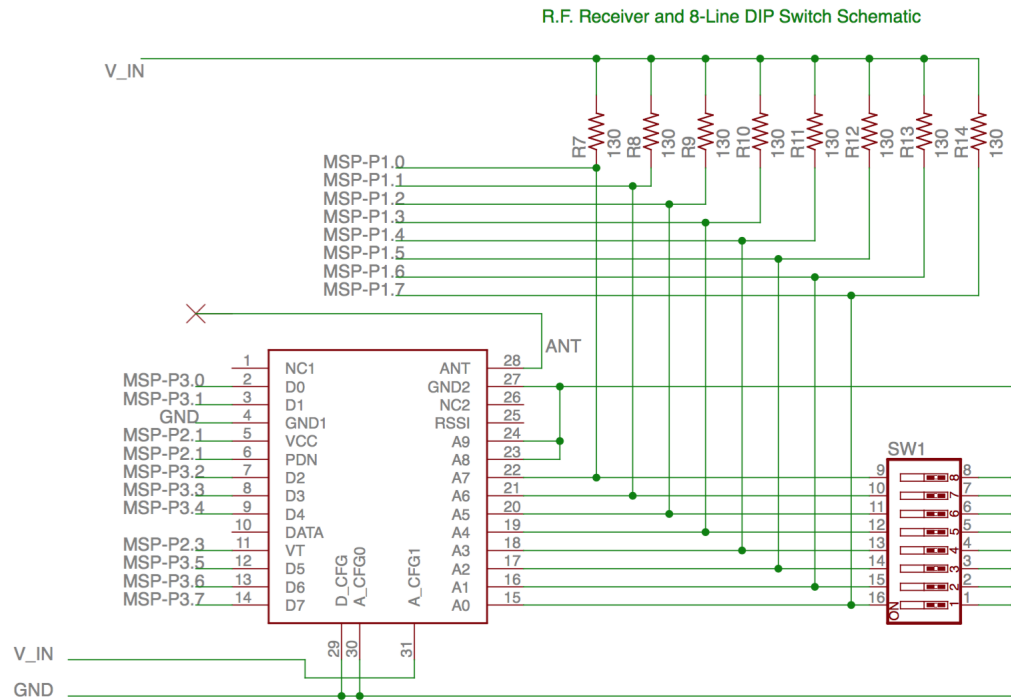 R.F. Receiver and 8-Line DIP Switch Schematic
V_IN
R7 130 R8 130 R9 130 R10 130 R11 130 R12 130 R13 130 R14 130
MSP-P1.0
MSP-P1.1
MSP-P1.2
MSP-P1.3
MSP-P1.4
MSP-P1.5
MSP-P1.6
MSP-P1.7
ANT
1 NC1 ANT 28
MSP-P3.0 2 D0 GND2 27
MSP-P3.1 3 D1 NC2 26
GND 4 GND1 RSSI 25
MSP-P2.1 5 VCC A9 24
MSP-P2.1 6 PDN A8 23
MSP-P3.2 7 D2 A7 22
MSP-P3.3 8 D3 A6 21
MSP-P3.4 9 D4 A5 20
10 DATA A4 19
MSP-P2.3 11 VT A3 18
MSP-P3.5 12 D5 A2 17
MSP-P3.6 13 D6 A1 16
MSP-P3.7 14 D7 A0 15
D_CFG A_CFG0 A_CFG1
29 30 31
SW1
9 8 8
10 7 7
11 6 6
12 5 5
13 4 4
14 3 3
15 2 2
16 1 1
ON
V_IN
GND